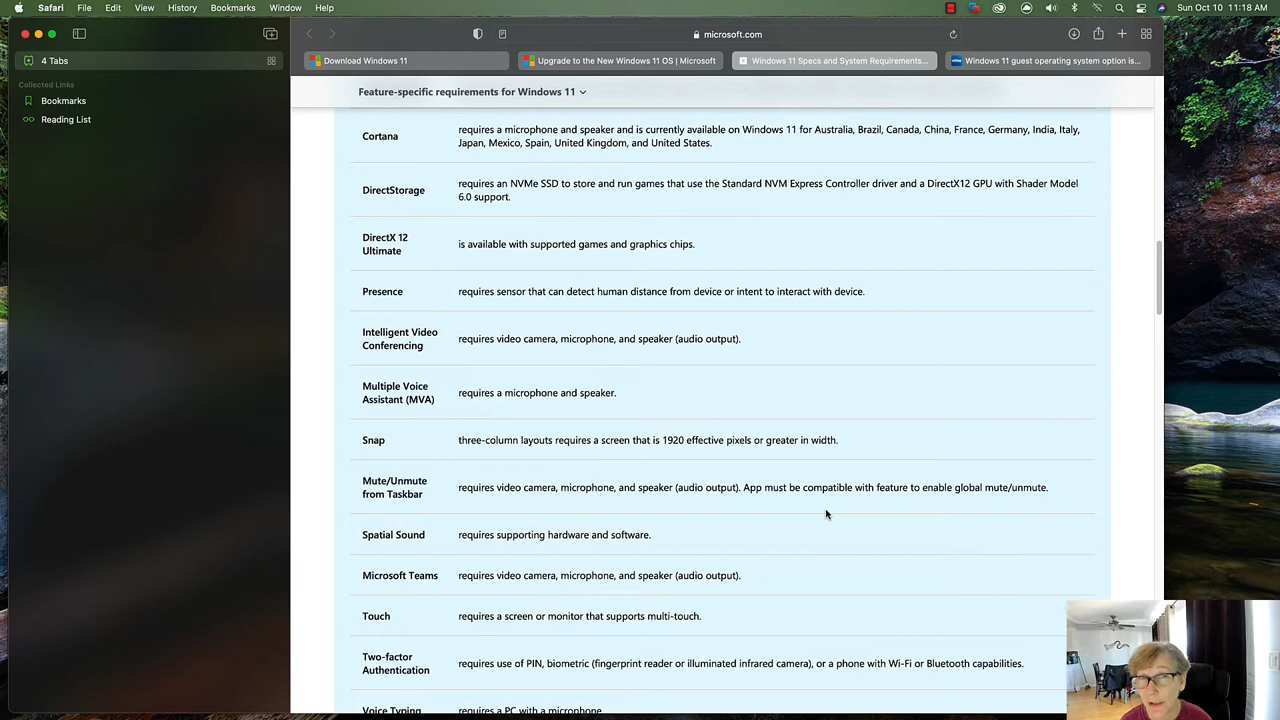 Safari File Edit View History Bookmarks Window Help Sun Oct 10 11:18 AM
4 Tabs
microsoft.com
Download Windows 11
Upgrade to the New Windows 11 OS | Microsoft
Windows 11 Specs and System Requirements...
Windows 11 guest operating system option is...
Collected Links
Bookmarks
Reading List
Feature-specific requirements for Windows 11
Cortana
requires a microphone and speaker and is currently available on Windows 11 for Australia, Brazil, Canada, China, France, Germany, India, Italy,
Japan, Mexico, Spain, United Kingdom, and United States.
DirectStorage
requires an NVMe SSD to store and run games that use the Standard NVM Express Controller driver and a DirectX12 GPU with Shader Model
6.0 support.
DirectX 12
Ultimate
is available with supported games and graphics chips.
Presence
requires sensor that can detect human distance from device or intent to interact with device.
Intelligent Video
Conferencing
requires video camera, microphone, and speaker (audio output).
Multiple Voice
Assistant (MVA)
requires a microphone and speaker.
Snap
three-column layouts requires a screen that is 1920 effective pixels or greater in width.
Mute/Unmute
from Taskbar
requires video camera, microphone, and speaker (audio output). App must be compatible with feature to enable global mute/unmute.
Spatial Sound
requires supporting hardware and software.
Microsoft Teams
requires video camera, microphone, and speaker (audio output).
Touch
requires a screen or monitor that supports multi-touch.
Two-factor
Authentication
requires use of PIN, biometric (fingerprint reader or illuminated infrared camera), or a phone with Wi-Fi or Bluetooth capabilities.
Voice Typing
requires a PC with a microphone